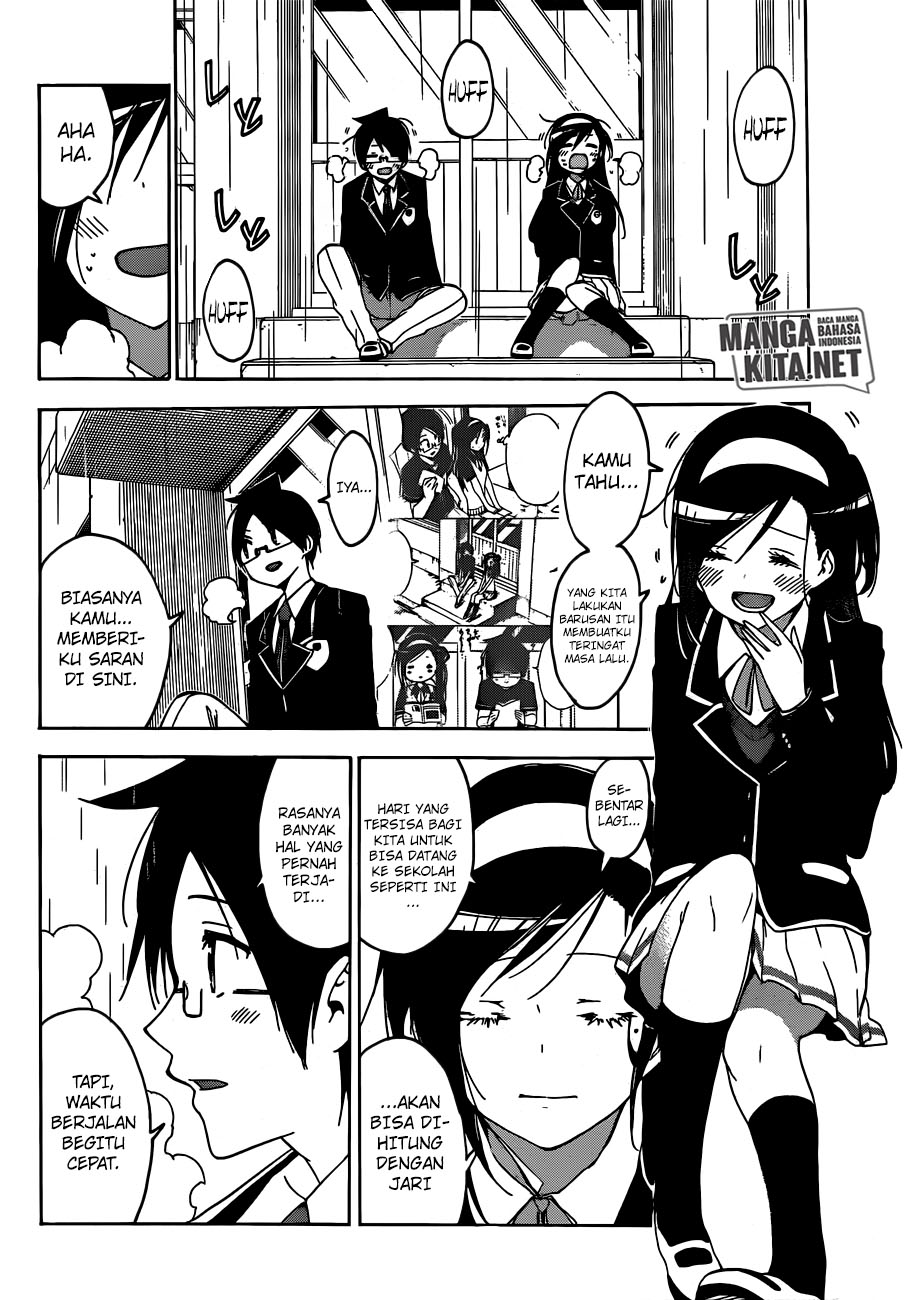 HUFF
HUFF
HUFF
AHA
HA.
MANGA
KITA.NET
BACA MANGA
BAHASA
INDONESIA
KAMU
TAHU...
YANG KITA
LAKUKAN
BARUSAN ITU
MEMBUATKU
TERINGAT
MASA LALU.
IYA...
BIASANYA
KAMU...
MEMBERI-
KU SARAN
DI SINI.
SE-
BENTAR
LAGI...
HARI YANG
TERSISA BAGI
KITA UNTUK
BISA DATANG
KE SEKOLAH
SEPERTI INI
...
...AKAN
BISA DI-
HITUNG
DENGAN
JARI
RASANYA
BANYAK
HAL YANG
PERNAH
TERJA-
DI...
TAPI,
WAKTU
BERJALAN
BEGITU
CEPAT.